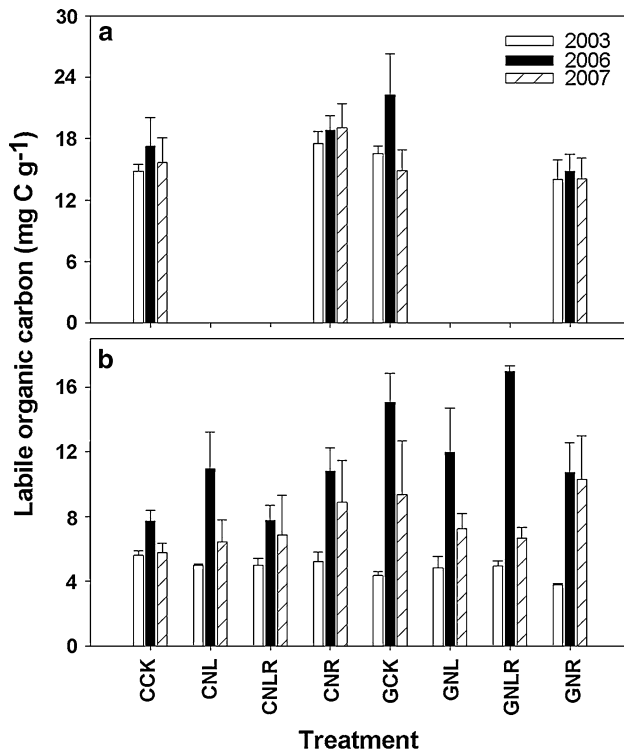 a
2003
2006
2007
30
24
18
12
6
0
Labile organic carbon (mg C g-1)
b
16
12
8
4
0
CCK
CNL
CNLR
CNR
GCK
GNL
GNLR
GNR
Treatment